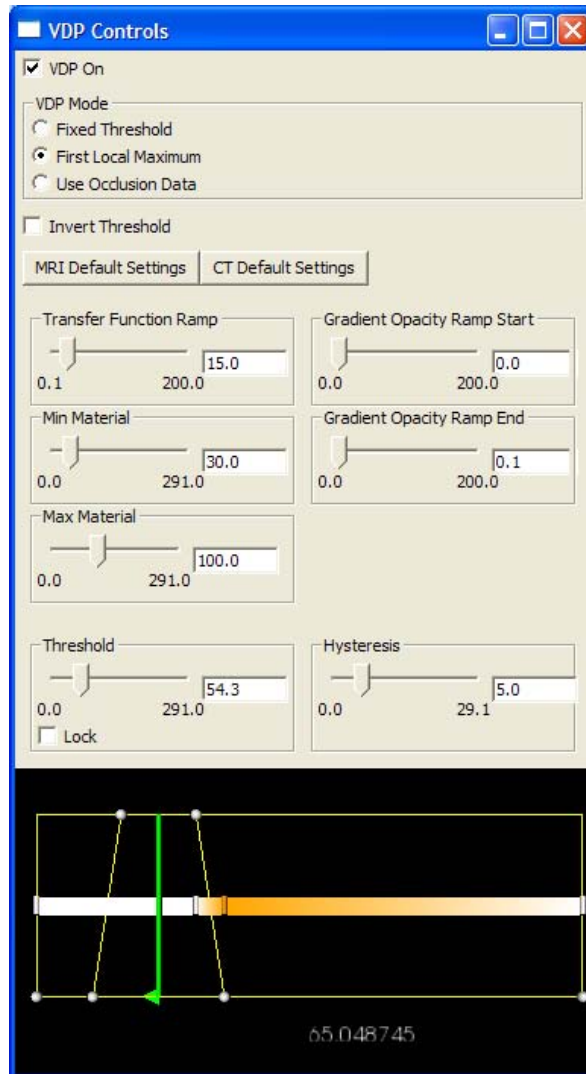 VDP Controls
VDP On
VDP Mode
Fixed Threshold
First Local Maximum
Use Occlusion Data
Invert Threshold
MRI Default Settings CT Default Settings
Transfer Function Ramp Gradient Opacity Ramp Start
15.0 0.0
0.1 200.0 0.0 200.0
Min Material Gradient Opacity Ramp End
30.0 0.1
0.0 291.0 0.0 200.0
Max Material
100.0
0.0 291.0
Threshold Hysteresis
54.3 5.0
0.0 291.0 0.0 29.1
Lock
65.048745